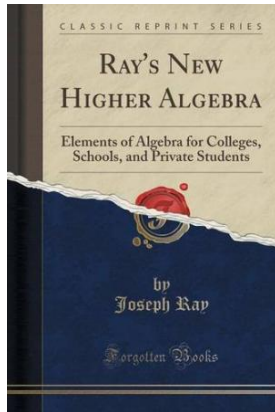 CLASSIC REPRINT SERIES
RAY'S NEW
HIGHER ALGEBRA
Elements of Algebra for Colleges,
Schools, and Private Students
by
Joseph Ray
Forgotten Books